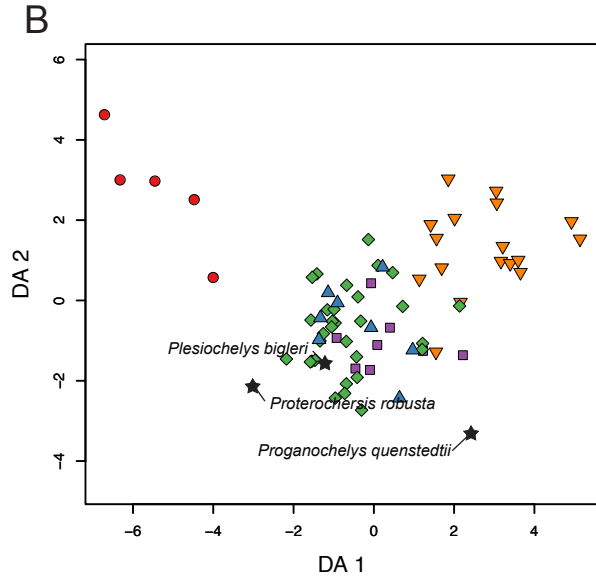 B
6
4
2
0
−2
−4
DA 2
Plesiochelys bigleri
Proterochersis robusta
Proganochelys quenstedtii
−6 −4 −2 0 2 4
DA 1